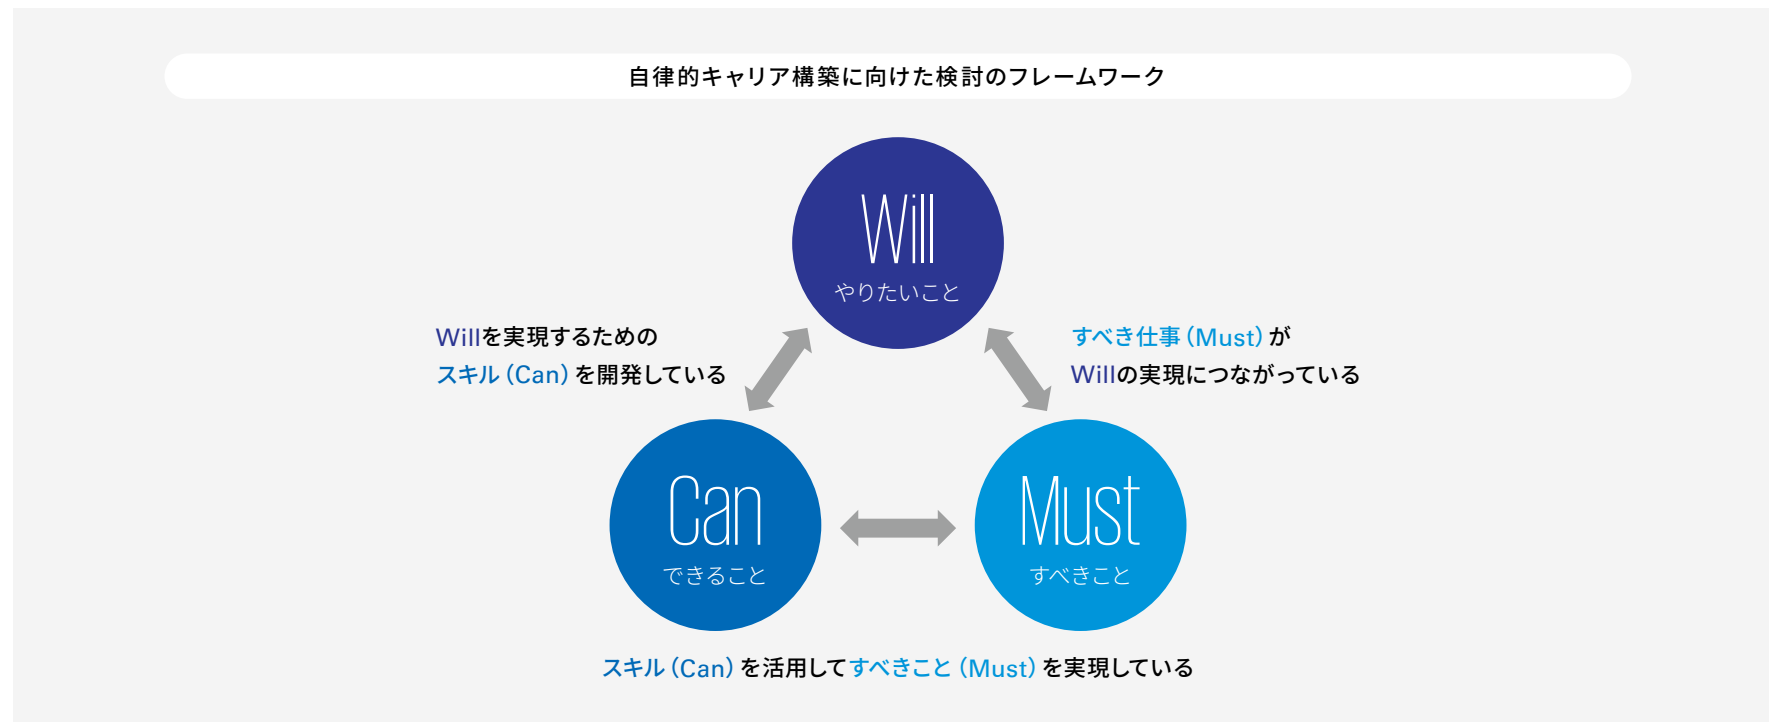 自律的キャリア構築に向けた検討のフレームワーク
Will
やりたいこと
Willを実現するための
スキル（Can）を開発している
すべき仕事（Must）が
Willの実現につながっている
Can
できること
Must
すべきこと
スキル（Can）を活用してすべきこと（Must）を実現している